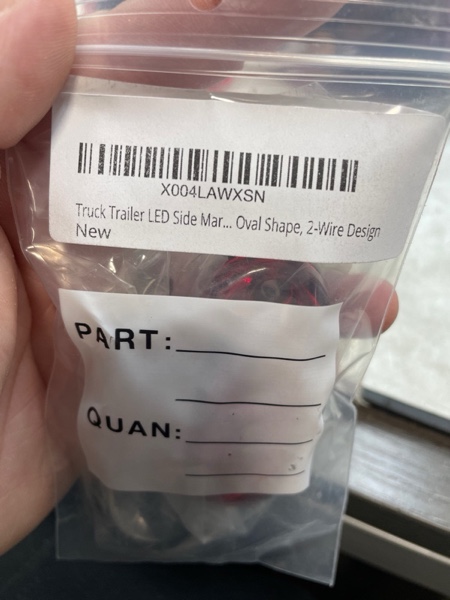 X004LAWXSN
Truck Trailer LED Side Mar... Oval Shape, 2-Wire Design
New
PART:
QUAN: